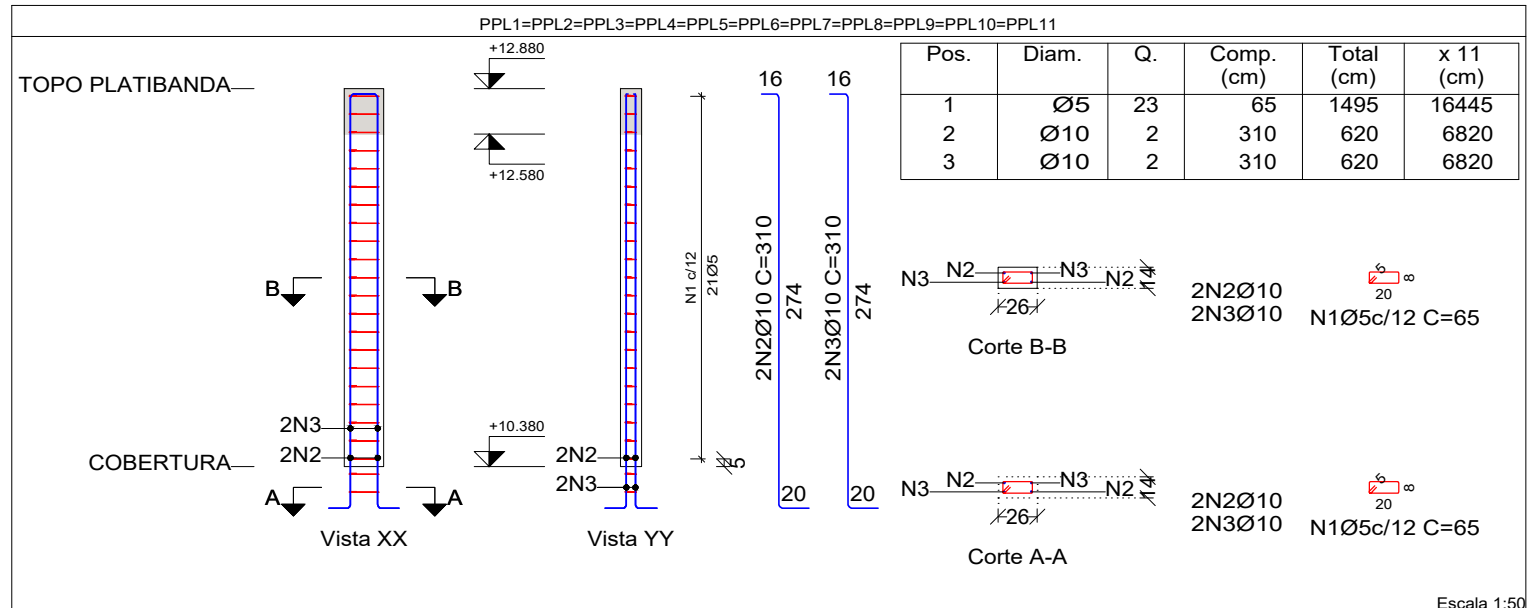 PPL1=PPL2=PPL3=PPL4=PPL5=PPL6=PPL7=PPL8=PPL9=PPL10=PPL11
TOPO PLATIBANDA
COBERTURA
B
B
2N3
2N2
A
A
Vista XX
+12.880
+12.580
+10.380
2N2
2N3
Vista YY
N1 c/12
21Ø5
5
16
2N2Ø10 C=310
274
20
16
2N3Ø10 C=310
274
20
Pos. Diam. Q. Comp. (cm) Total (cm) x 11 (cm)
1 Ø5 23 65 1495 16445
2 Ø10 2 310 620 6820
3 Ø10 2 310 620 6820
N3 N2 N3 N2 14
26
Corte B-B
2N2Ø10
2N3Ø10
5
8
20
N1Ø5c/12 C=65
N3 N2 N3 N2 14
26
Corte A-A
2N2Ø10
2N3Ø10
5
8
20
N1Ø5c/12 C=65
Escala 1:50